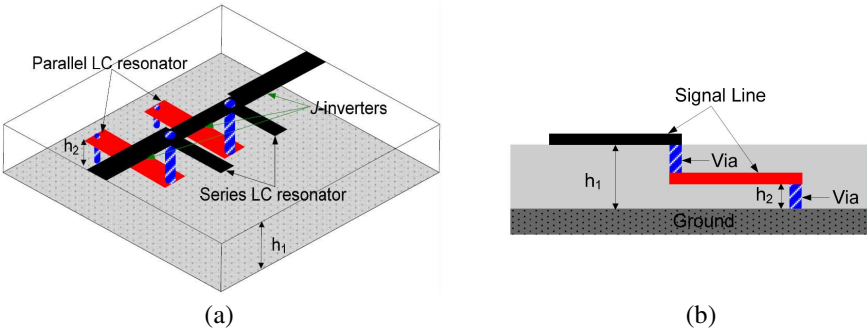 Parallel LC resonator
J-inverters
h2
Series LC resonator
h1
(a)
Signal Line
Via
h1
h2
Via
Ground
(b)